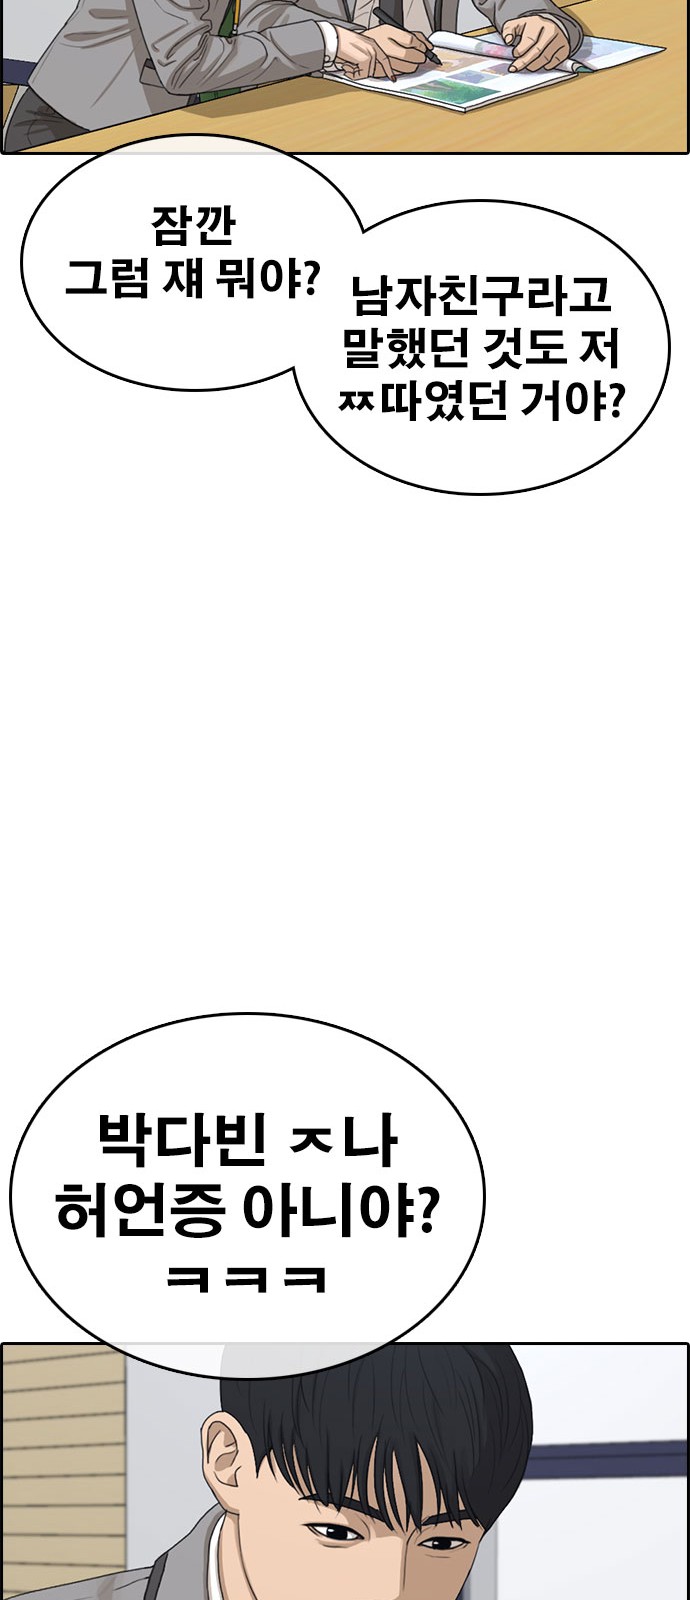 잠깐
그럼 쟤 뭐야?
남자친구라고
말했던 것도 저
ㅉ따였던 거야?
박다빈 ㅈ나
허언증 아니야?
ㅋㅋㅋ